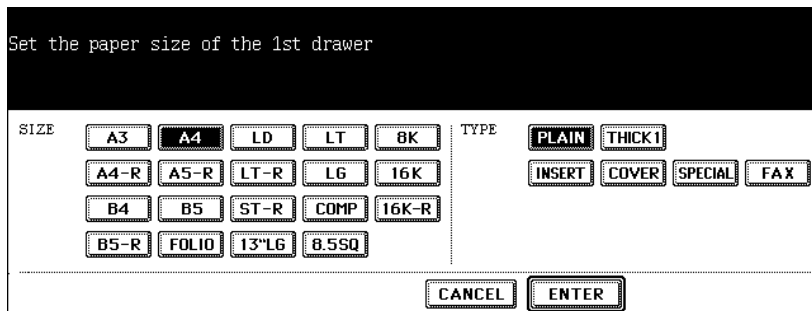 Set the paper size of the 1st drawer
SIZE A3 A4 LD LT 8K TYPE PLAIN THICK1
A4-R A5-R LT-R LG 16K INSERT COVER SPECIAL FAX
B4 B5 ST-R COMP 16K-R
B5-R FOLIO 13"LG 8.5SQ
CANCEL ENTER